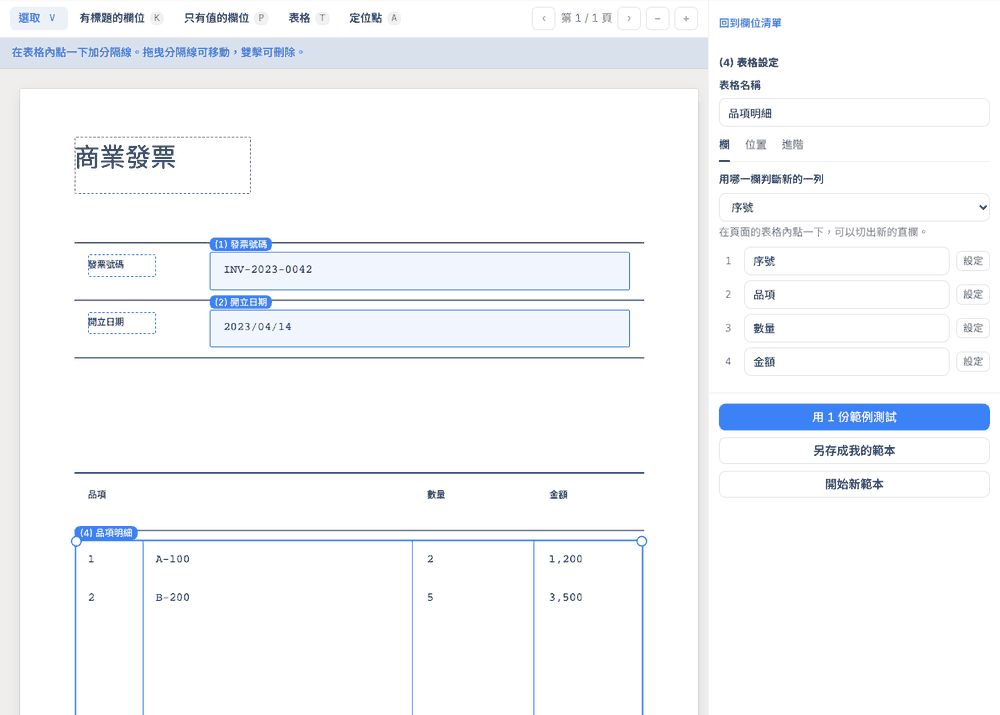 選取 V 有標題的欄位 K 只有值的欄位 P 表格 T 定位點 A ‹ 第 1 / 1 頁 › − +
在表格內點一下加分隔線。拖曳分隔線可移動，雙擊可刪除。
商業發票
(1) 發票號碼
發票號碼 INV-2023-0042
(2) 開立日期
開立日期 2023/04/14
品項 數量 金額
(4) 品項明細
1 A-100 2 1,200
2 B-200 5 3,500
回到欄位清單
(4) 表格設定
表格名稱
品項明細
欄 位置 進階
用哪一欄判斷新的一列
序號
在頁面的表格內點一下，可以切出新的直欄。
1 序號 設定
2 品項 設定
3 數量 設定
4 金額 設定
用 1 份範例測試
另存成我的範本
開始新範本